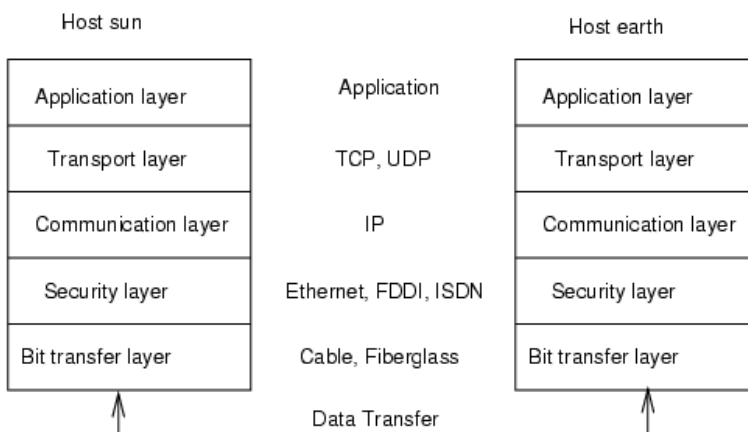 Host sun
Host earth
Application layer
Application
Application layer
Transport layer
TCP, UDP
Transport layer
Communication layer
IP
Communication layer
Security layer
Ethernet, FDDI, ISDN
Security layer
Bit transfer layer
Cable, Fiberglass
Bit transfer layer
Data Transfer